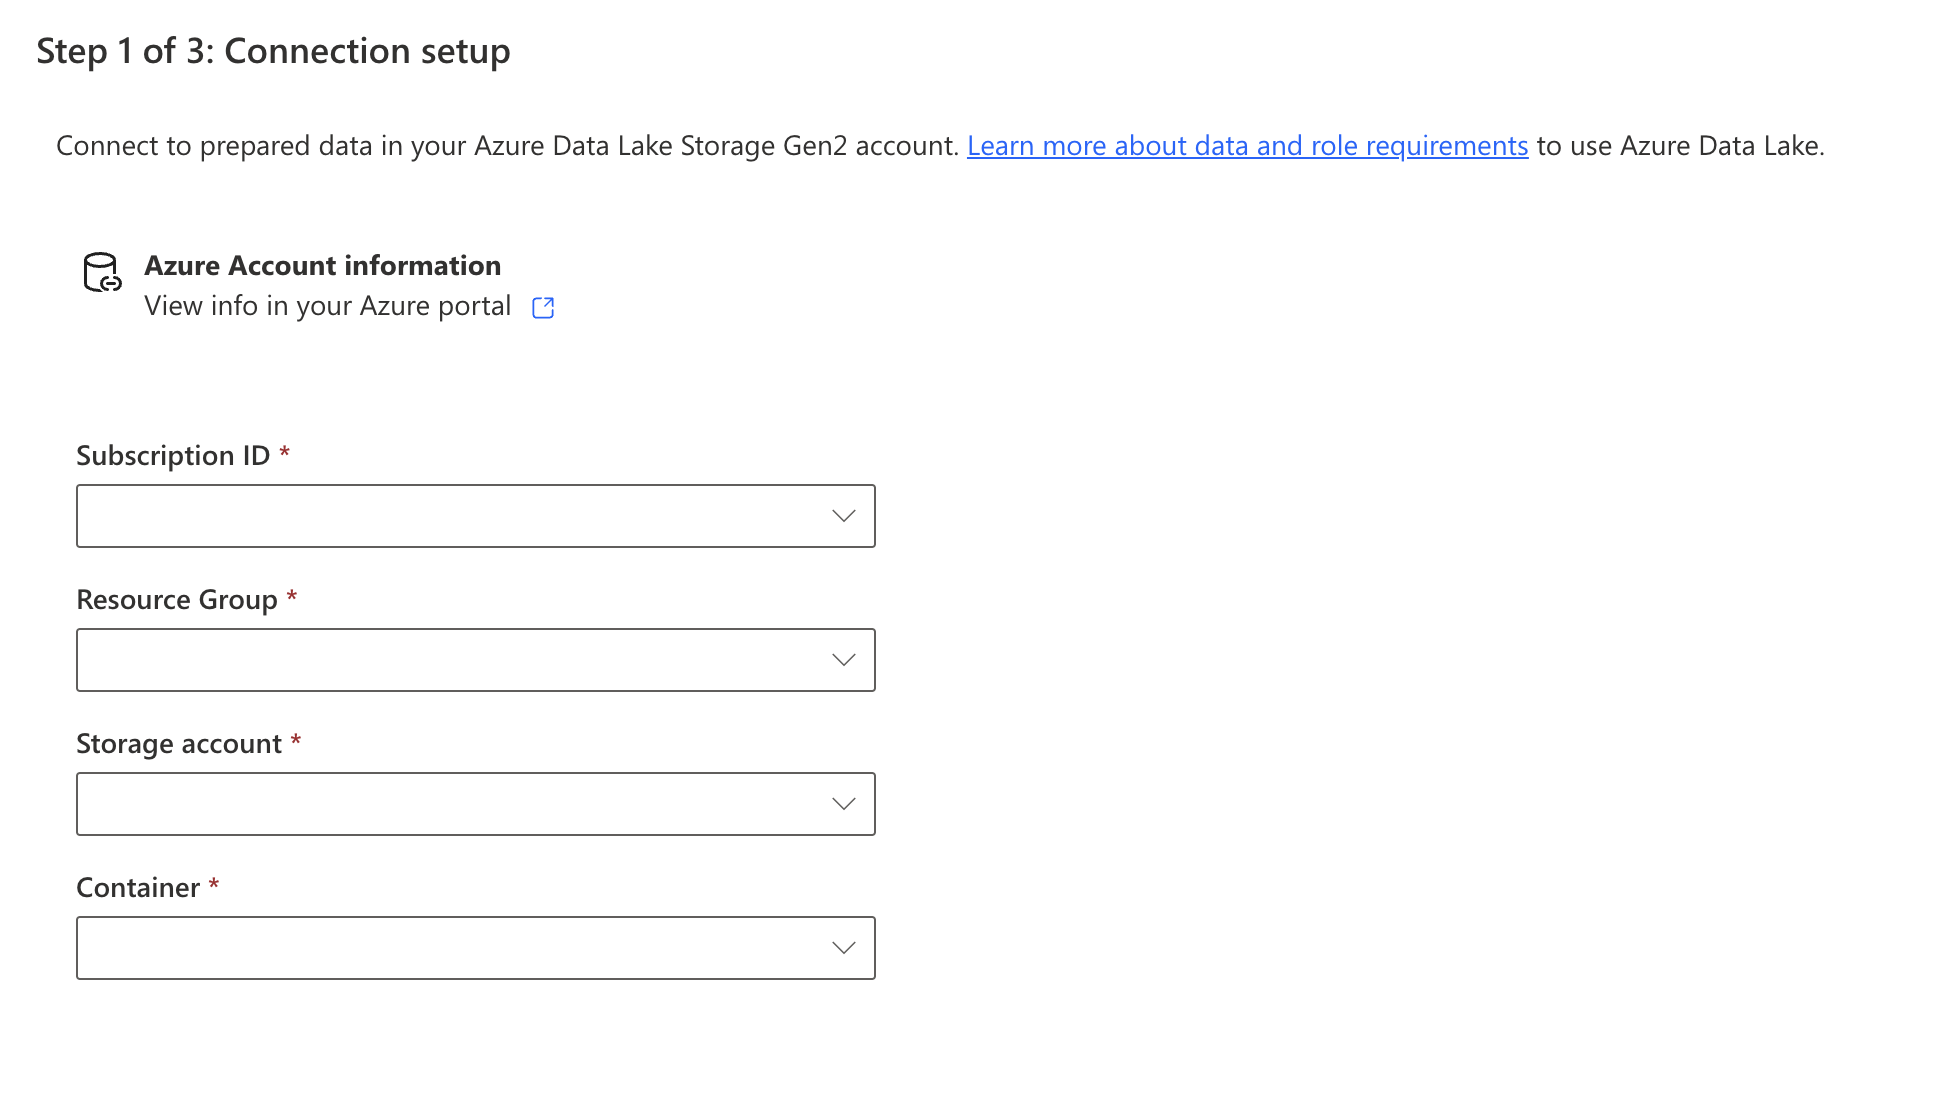 Step 1 of 3: Connection setup
Connect to prepared data in your Azure Data Lake Storage Gen2 account. Learn more about data and role requirements to use Azure Data Lake.
Azure Account information
View info in your Azure portal
Subscription ID *
Resource Group *
Storage account *
Container *